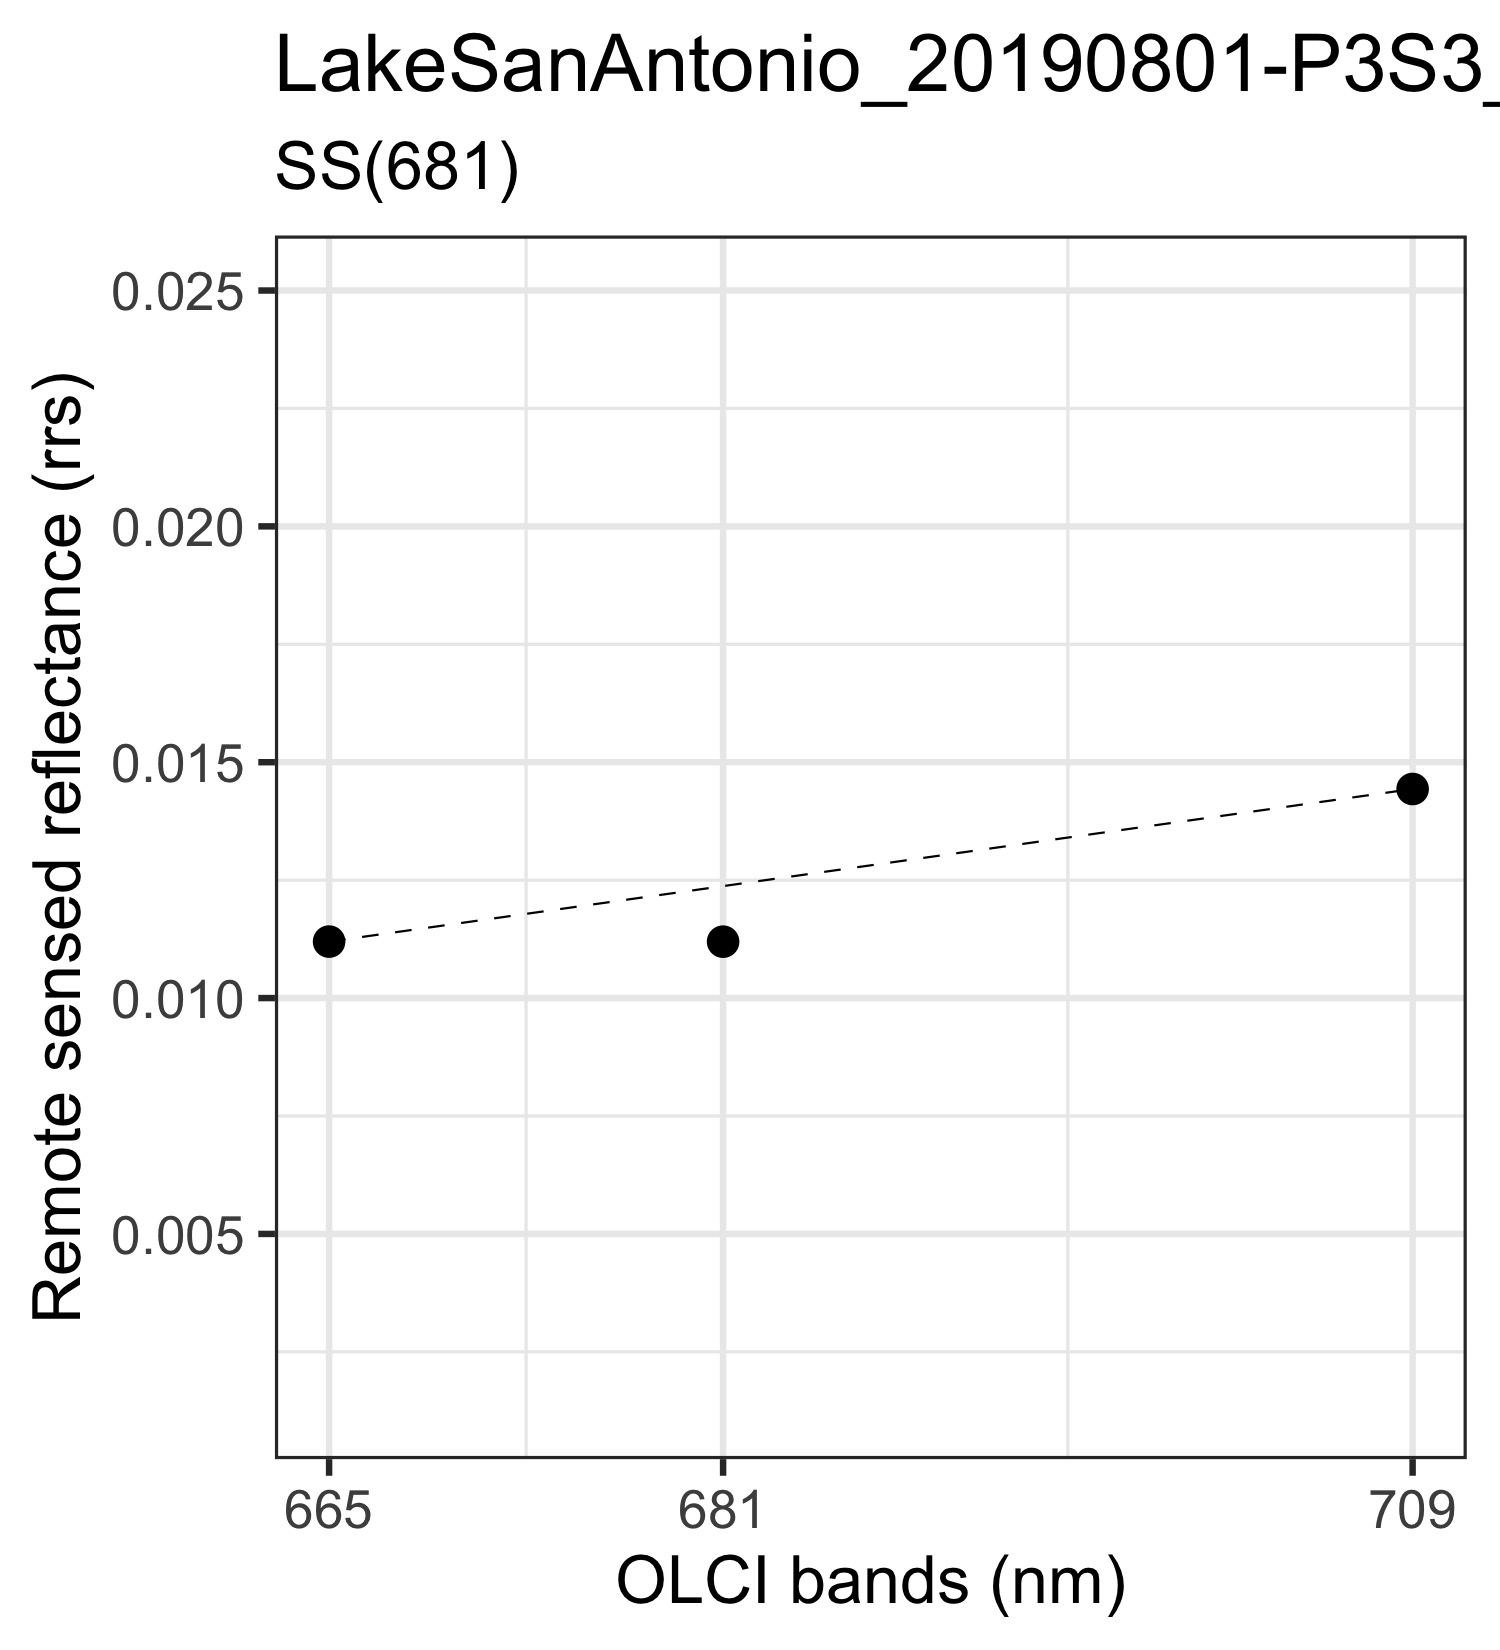 LakeSanAntonio_20190801-P3S3_
SS(681)
Remote sensed reflectance (rrs)
0.025
0.020
0.015
0.010
0.005
665 681 709
OLCI bands (nm)